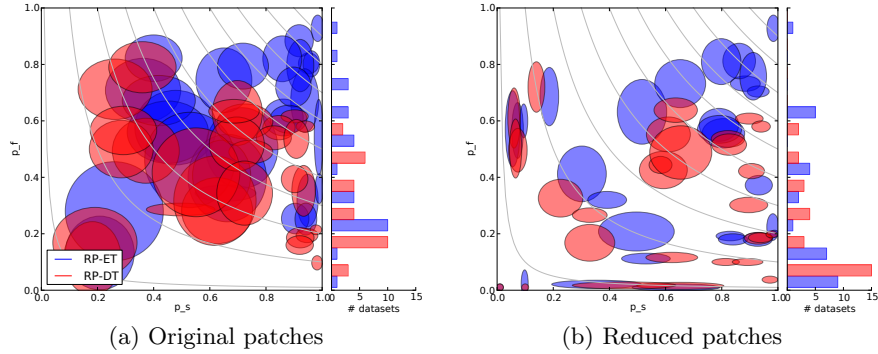 1.0
0.8
0.6
p_f
0.4
0.2
0.0
RP-ET
RP-DT
0.0 0.2 0.4 0.6 0.8 1.0 0 5 10 15
p_s # datasets
(a) Original patches
1.0
0.8
0.6
p_f
0.4
0.2
0.0
0.0 0.2 0.4 0.6 0.8 1.0 0 5 10 15
p_s # datasets
(b) Reduced patches